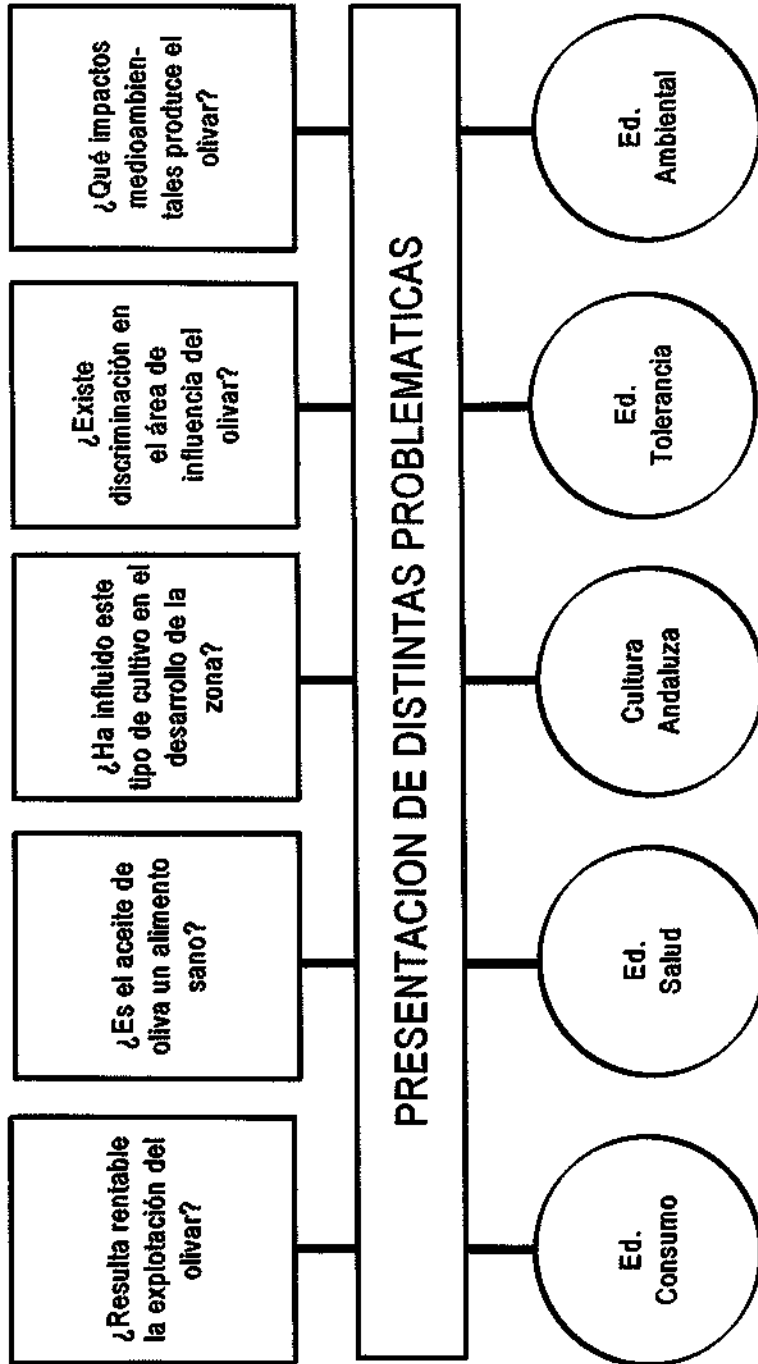 ¿Resulta rentable
la explotación del
olivar?
¿Es el aceite de
oliva un alimento
sano?
¿Ha influido este
tipo de cultivo en el
desarrollo de la
zona?
¿Existe
discriminación en
el área de
influencia del
olivar?
¿Qué impactos
medioambien-
tales produce el
olivar?
PRESENTACION DE DISTINTAS PROBLEMATICAS
Ed.
Consumo
Ed.
Salud
Cultura
Andaluza
Ed.
Tolerancia
Ed.
Ambiental